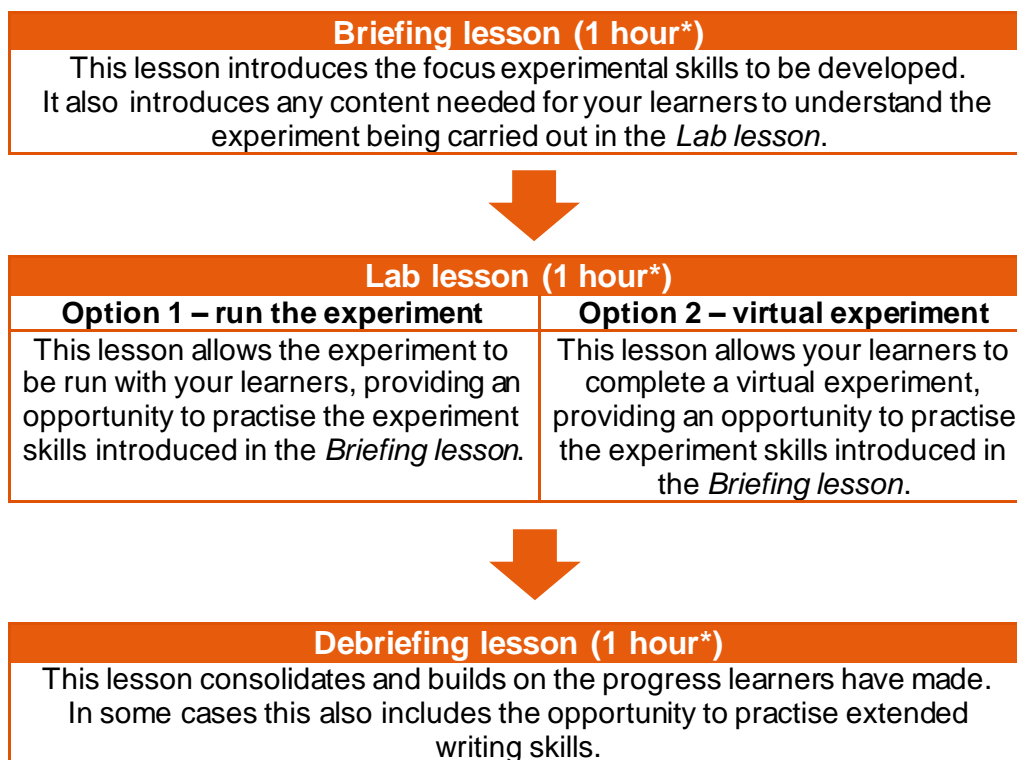 Briefing lesson (1 hour*)
This lesson introduces the focus experimental skills to be developed.
It also introduces any content needed for your learners to understand the
experiment being carried out in the Lab lesson.
Lab lesson (1 hour*)
Option 1 – run the experiment
This lesson allows the experiment to
be run with your learners, providing an
opportunity to practise the experiment
skills introduced in the Briefing lesson.
Option 2 – virtual experiment
This lesson allows your learners to
complete a virtual experiment,
providing an opportunity to practise
the experiment skills introduced in
the Briefing lesson.
Debriefing lesson (1 hour*)
This lesson consolidates and builds on the progress learners have made.
In some cases this also includes the opportunity to practise extended
writing skills.